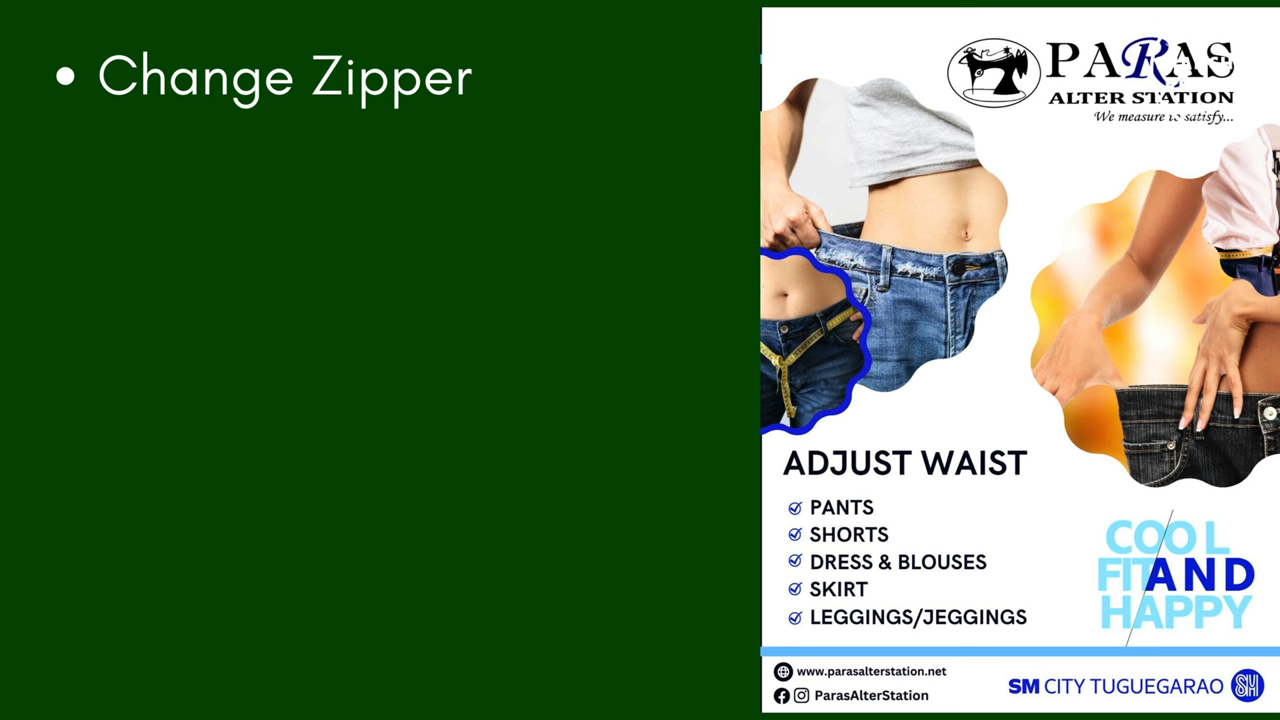 • Change Zipper
PARAS
ALTER STATION
We measure to satisfy...
ADJUST WAIST
PANTS
SHORTS
DRESS & BLOUSES
SKIRT
LEGGINGS/JEGGINGS
COOL
FIT AND
HAPPY
www.parasalterstation.net
ParasAlterStation
SM CITY TUGUEGARAO SM